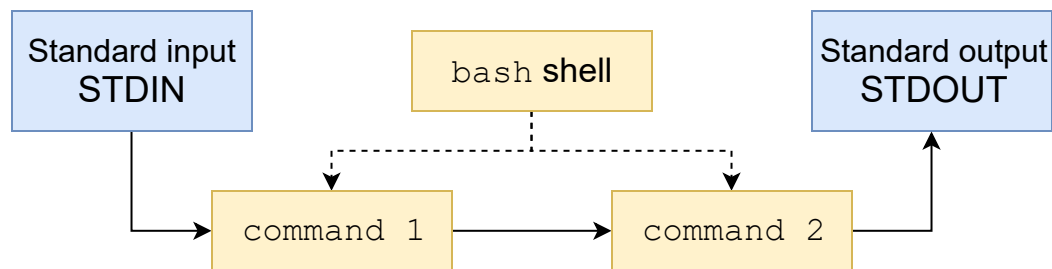 Standard input
STDIN
bash shell
Standard output
STDOUT
command 1
command 2